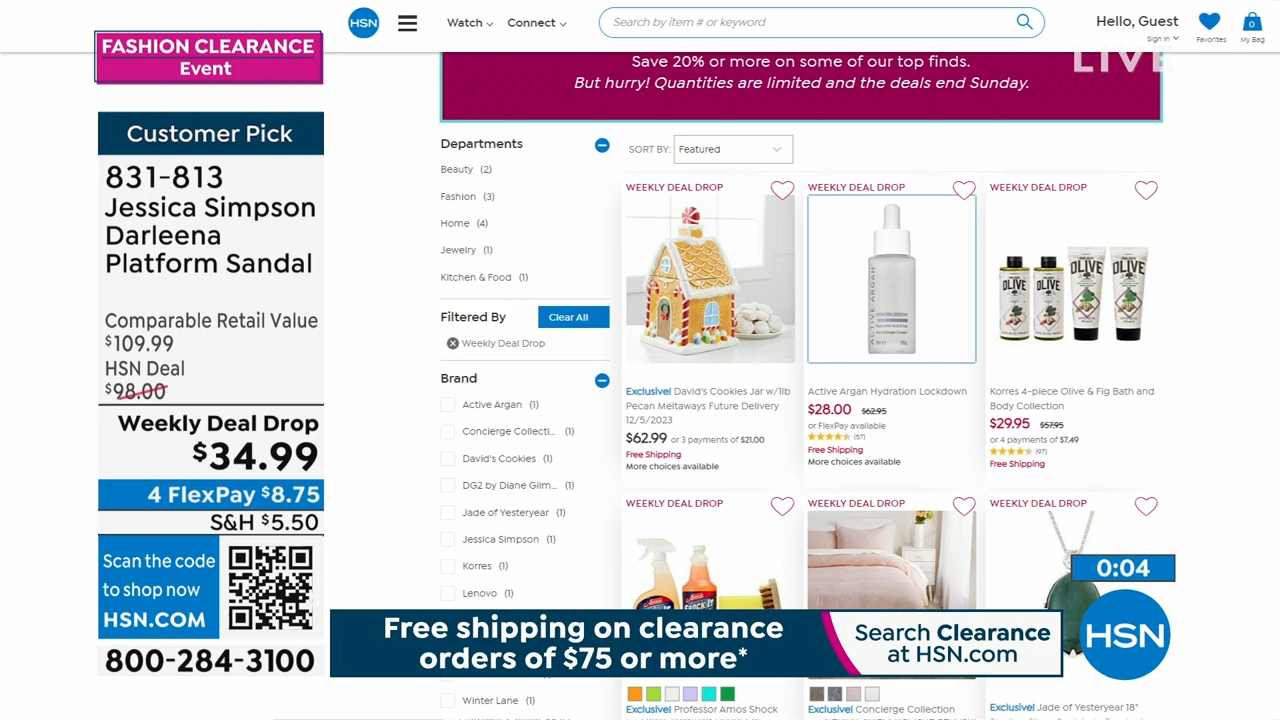 HSN
Watch
Connect
Search by item # or keyword
Hello, Guest
Sign In
Favorites
0
My Bag
FASHION CLEARANCE
Event
LIVE
Save 20% or more on some of our top finds.
But hurry! Quantities are limited and the deals end Sunday.
Customer Pick
831-813
Jessica Simpson
Darleena
Platform Sandal
Comparable Retail Value
$109.99
HSN Deal
$98.00
Weekly Deal Drop
$34.99
4 FlexPay $8.75
S&H $5.50
Scan the code
to shop now
HSN.COM
800-284-3100
Departments
Beauty (2)
Fashion (3)
Home (4)
Jewelry (1)
Kitchen & Food (1)
Filtered By
Clear All
Weekly Deal Drop
Brand
Active Argan (1)
Concierge Collecti... (1)
David's Cookies (1)
DG2 by Diane Gilm... (1)
Jade of Yesteryear (1)
Jessica Simpson (1)
Korres (1)
Lenovo (1)
Winter Lane (1)
SORT BY: Featured
WEEKLY DEAL DROP
Exclusive! David's Cookies Jar w/1lb
Pecan Meltaways Future Delivery
12/5/2023
$62.99 or 3 payments of $21.00
Free Shipping
More choices available
WEEKLY DEAL DROP
ACTIVE ARGAN
Active Argan Hydration Lockdown
$28.00 $62.95
or FlexPay available
(57)
Free Shipping
More choices available
WEEKLY DEAL DROP
OLIVE
OLIVE
Korres 4-piece Olive & Fig Bath and
Body Collection
$29.95 $57.95
or 4 payments of $7.49
(97)
Free Shipping
WEEKLY DEAL DROP
Exclusive! Professor Amos Shock
WEEKLY DEAL DROP
Exclusive! Concierge Collection
WEEKLY DEAL DROP
Exclusive! Jade of Yesteryear 18"
0:04
Free shipping on clearance
orders of $75 or more*
Search Clearance
at HSN.com
HSN